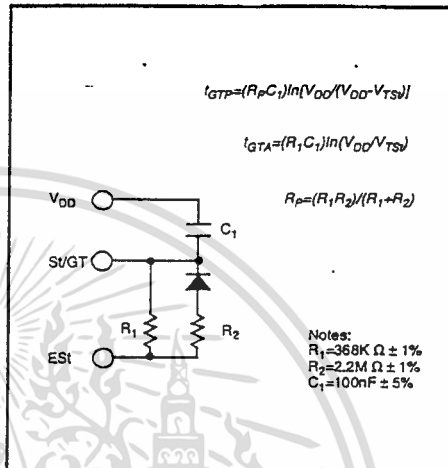 t_GTP=(R_PC_1)ln[V_DD/(V_DD-V_TSt)]
t_GTA=(R_1C_1)ln(V_DD/V_TSt)
R_P=(R_1R_2)/(R_1+R_2)
V_DD
C_1
St/GT
R_1
R_2
ESt
Notes:
R_1=368K Ω ± 1%
R_2=2.2M Ω ± 1%
C_1=100nF ± 5%